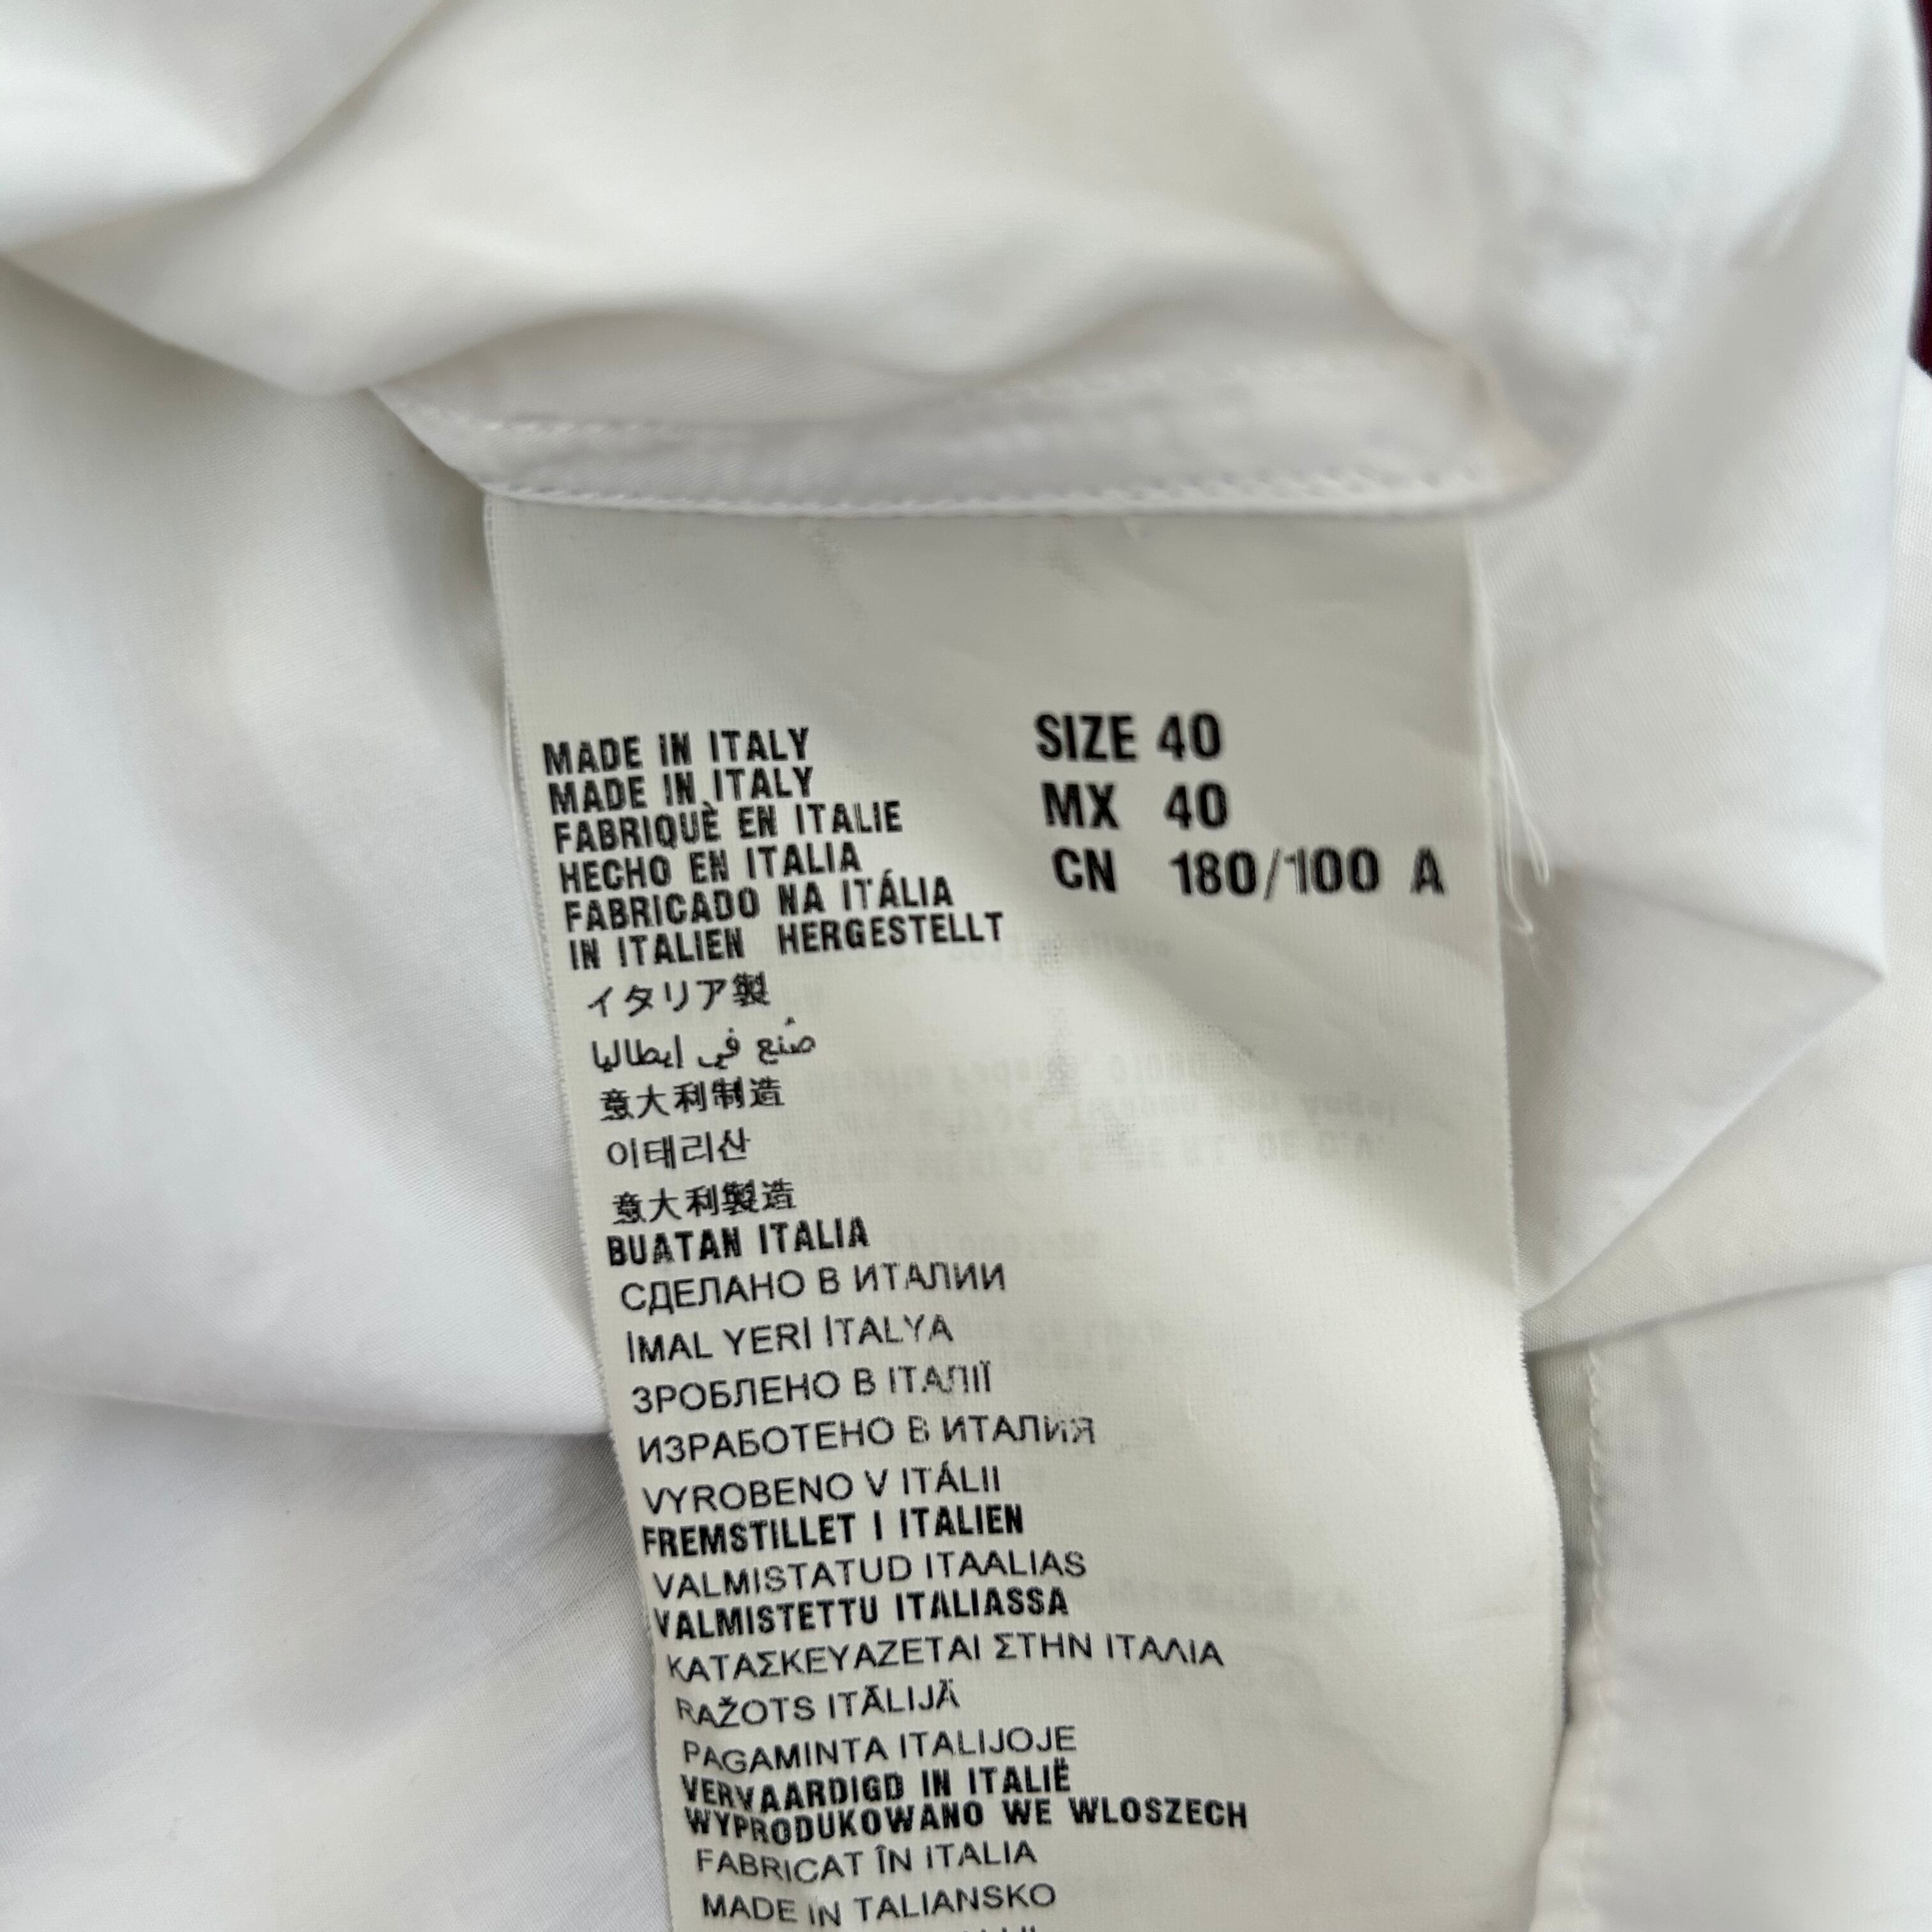 MADE IN ITALY
MADE IN ITALY
FABRIQUÈ EN ITALIE
HECHO EN ITALIA
FABRICADO NA ITÁLIA
IN ITALIEN HERGESTELLT
イタリア製
صُنع في إيطاليا
意大利制造
이태리산
意大利製造
BUATAN ITALIA
СДЕЛАНО В ИТАЛИИ
İMAL YERİ İTALYA
ЗРОБЛЕНО В ІТАЛІЇ
ИЗРАБОТЕНО В ИТАЛИЯ
VYROBENO V ITÁLII
FREMSTILLET I ITALIEN
VALMISTATUD ITAALIAS
VALMISTETTU ITALIASSA
ΚΑΤΑΣΚΕΥΑΖΕΤΑΙ ΣΤΗΝ ΙΤΑΛΙΑ
RAŽOTS ITĀLIJĀ
PAGAMINTA ITALIJOJE
VERVAARDIGD IN ITALIË
WYPRODUKOWANO WE WLOSZECH
FABRICAT ÎN ITALIA
MADE IN TALIANSKO
SIZE 40
MX 40
CN 180/100 A